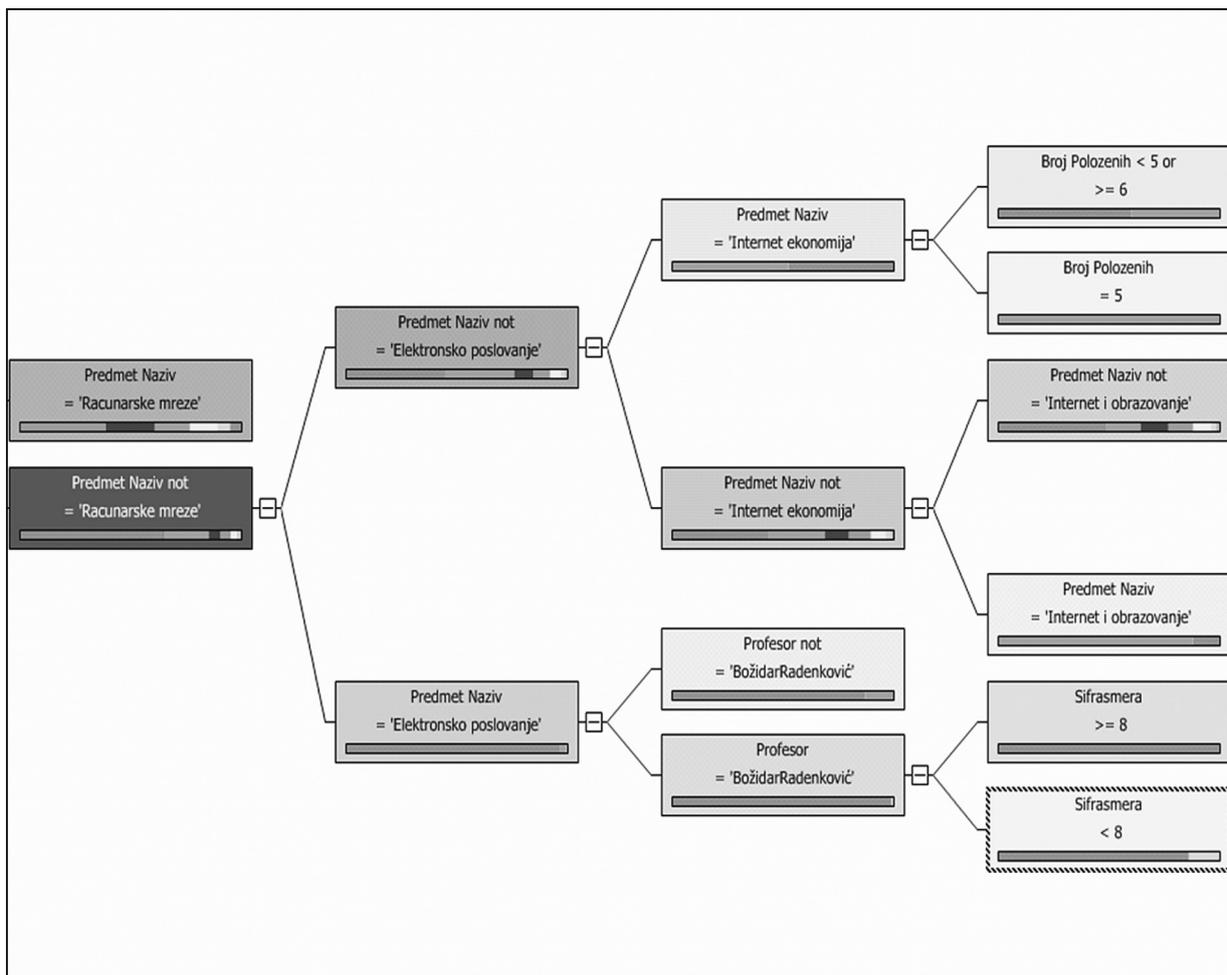 Predmet Naziv
= 'Racunarske mreze'
Predmet Naziv not
= 'Racunarske mreze'
Predmet Naziv not
= 'Elektronsko poslovanje'
Predmet Naziv
= 'Elektronsko poslovanje'
Predmet Naziv
= 'Internet ekonomija'
Predmet Naziv not
= 'Internet ekonomija'
Profesor not
= 'BožidarRadenković'
Profesor
= 'BožidarRadenković'
Broj Polozenih < 5 or
>= 6
Broj Polozenih
= 5
Predmet Naziv not
= 'Internet i obrazovanje'
Predmet Naziv
= 'Internet i obrazovanje'
Sifrasmera
>= 8
Sifrasmera
< 8